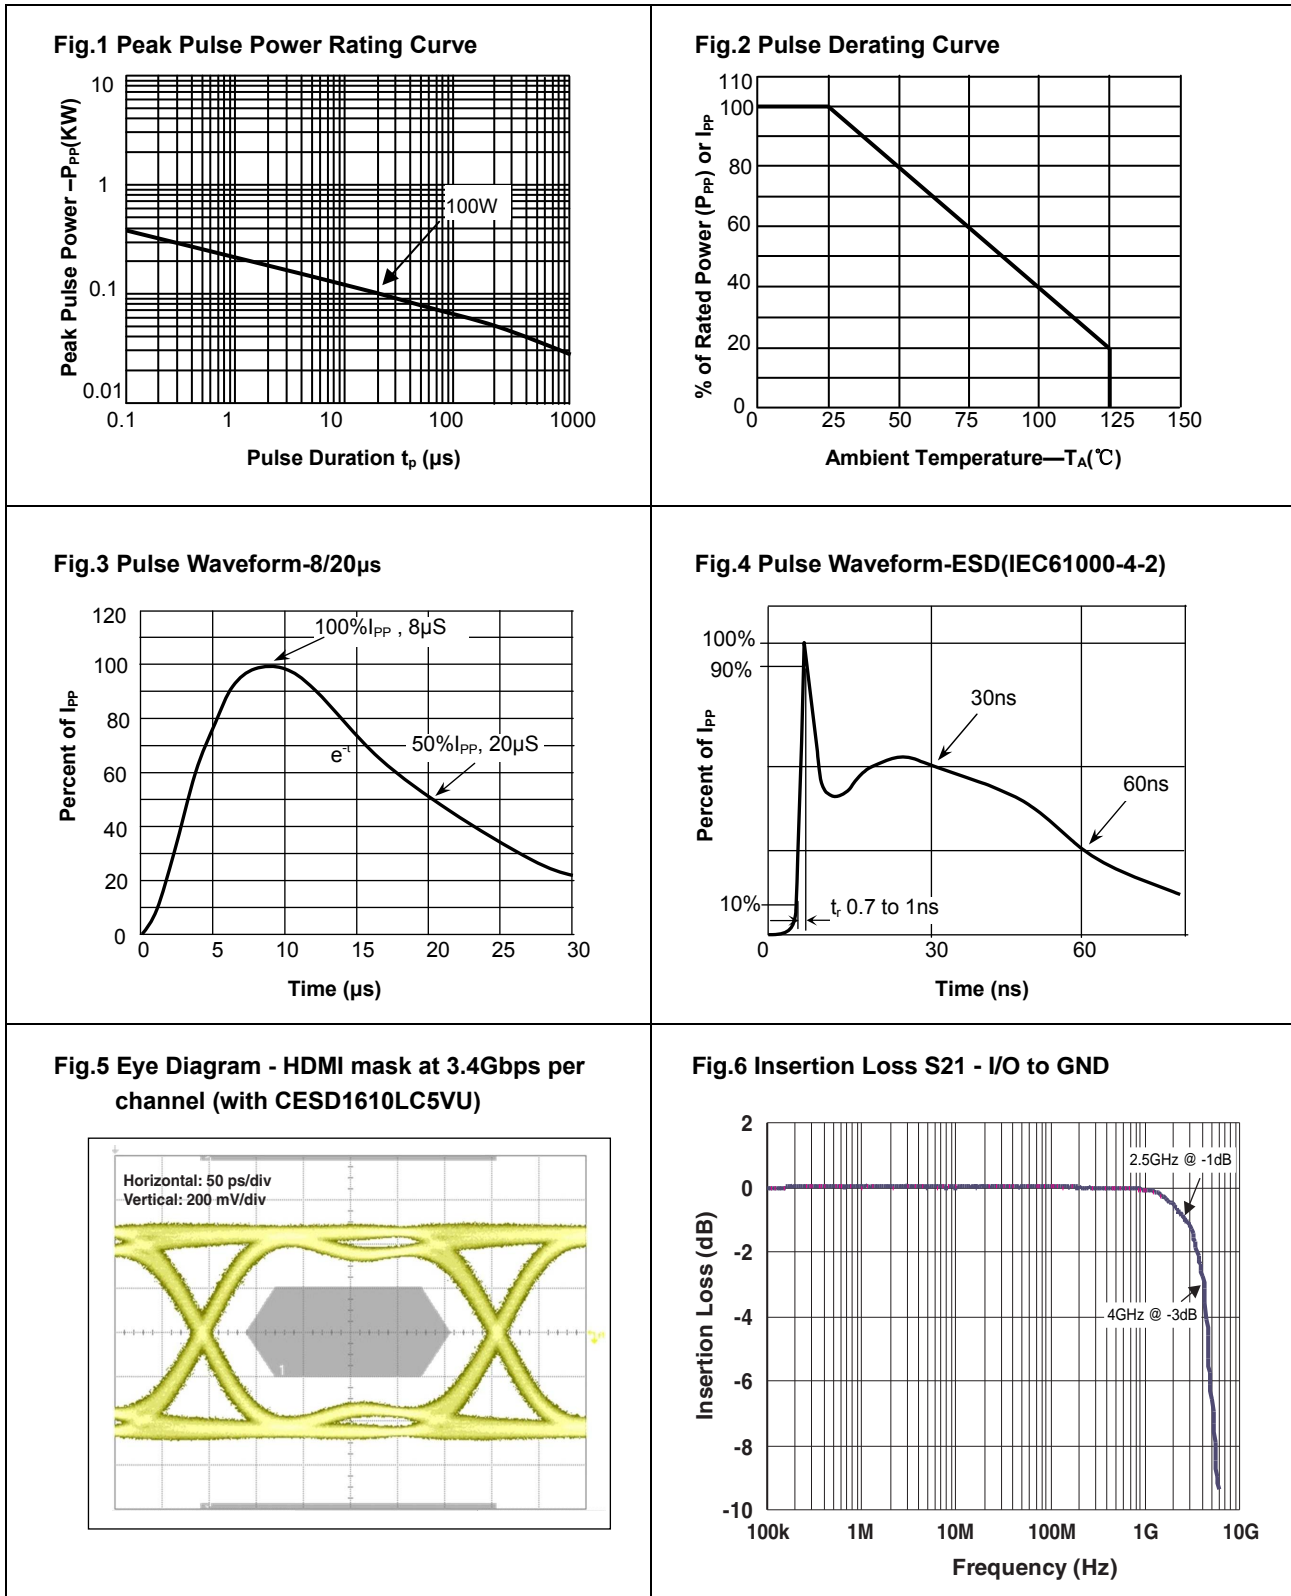 Fig.1 Peak Pulse Power Rating Curve
Peak Pulse Power –PPP(KW)
10
1
0.1
0.01
100W
0.1 1 10 100 1000
Pulse Duration tp (µs)
Fig.2 Pulse Derating Curve
% of Rated Power (PPP) or IPP
110
100
80
60
40
20
0
0 25 50 75 100 125 150
Ambient Temperature—TA(℃)
Fig.3 Pulse Waveform-8/20µs
Percent of IPP
120
100
80
60
40
20
0
100%IPP , 8µS
50%IPP, 20µS
e-t
0 5 10 15 20 25 30
Time (µs)
Fig.4 Pulse Waveform-ESD(IEC61000-4-2)
Percent of IPP
100%
90%
10%
30ns
60ns
tr 0.7 to 1ns
0 30 60
Time (ns)
Fig.5 Eye Diagram - HDMI mask at 3.4Gbps per
channel (with CESD1610LC5VU)
Horizontal: 50 ps/div
Vertical: 200 mV/div
1
Fig.6 Insertion Loss S21 - I/O to GND
Insertion Loss (dB)
2
0
-2
-4
-6
-8
-10
2.5GHz @ -1dB
4GHz @ -3dB
100k 1M 10M 100M 1G 10G
Frequency (Hz)